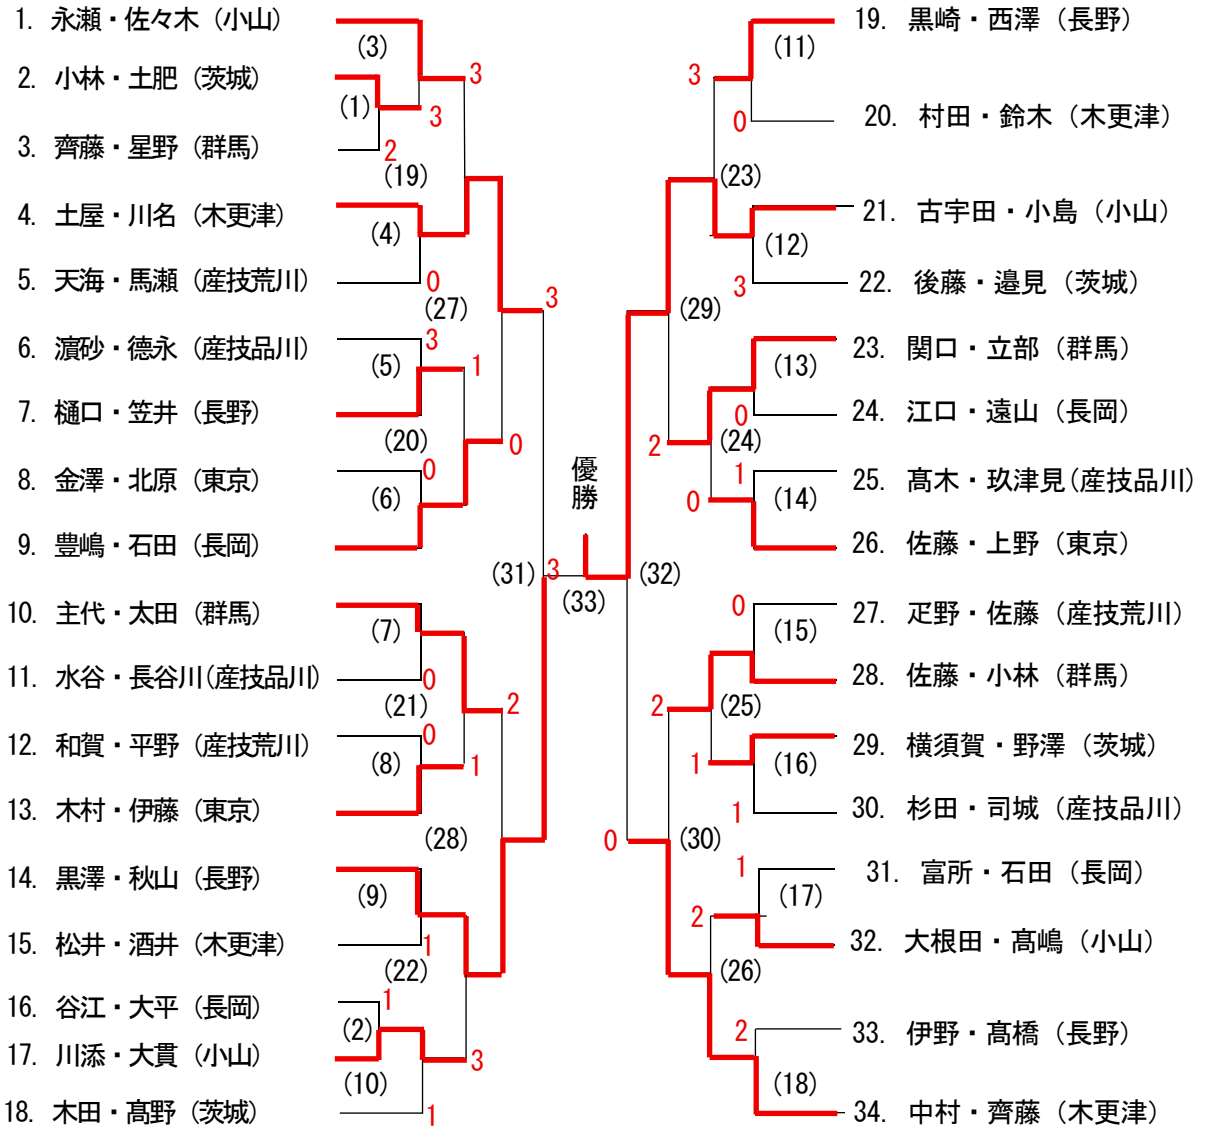 1. 永瀬・佐々木（小山）
(3)
2. 小林・土肥（茨城）
3
(1)
3
3. 齊藤・星野（群馬）
2
(19)
4. 土屋・川名（木更津）
(4)
5. 天海・馬瀬（産技荒川）
0
(27)
3
6. 濵砂・德永（産技品川）
3
(5)
1
7. 樋口・笠井（長野）
(20)
0
8. 金澤・北原（東京）
0
(6)
9. 豊嶋・石田（長岡）
(31)
3
10. 主代・太田（群馬）
(7)
11. 水谷・長谷川(産技品川)
0
(21)
2
12. 和賀・平野（産技荒川）
0
(8)
1
13. 木村・伊藤（東京）
(28)
14. 黒澤・秋山（長野）
(9)
15. 松井・酒井（木更津）
1
(22)
16. 谷江・大平（長岡）
1
(2)
17. 川添・大貫（小山）
3
(10)
18. 木田・髙野（茨城）
1
優勝
(33)
19. 黒崎・西澤（長野）
(11)
3
20. 村田・鈴木（木更津）
0
(23)
21. 古宇田・小島（小山）
(12)
22. 後藤・邉見（茨城）
3
(29)
23. 関口・立部（群馬）
(13)
24. 江口・遠山（長岡）
0
2
(24)
25. 髙木・玖津見(産技品川)
1
0
(14)
26. 佐藤・上野（東京）
(32)
27. 疋野・佐藤（産技荒川）
0
(15)
28. 佐藤・小林（群馬）
2
(25)
29. 横須賀・野澤（茨城）
1
(16)
30. 杉田・司城（産技品川）
1
0
(30)
31. 富所・石田（長岡）
1
(17)
2
32. 大根田・髙嶋（小山）
(26)
33. 伊野・髙橋（長野）
2
(18)
34. 中村・齊藤（木更津）